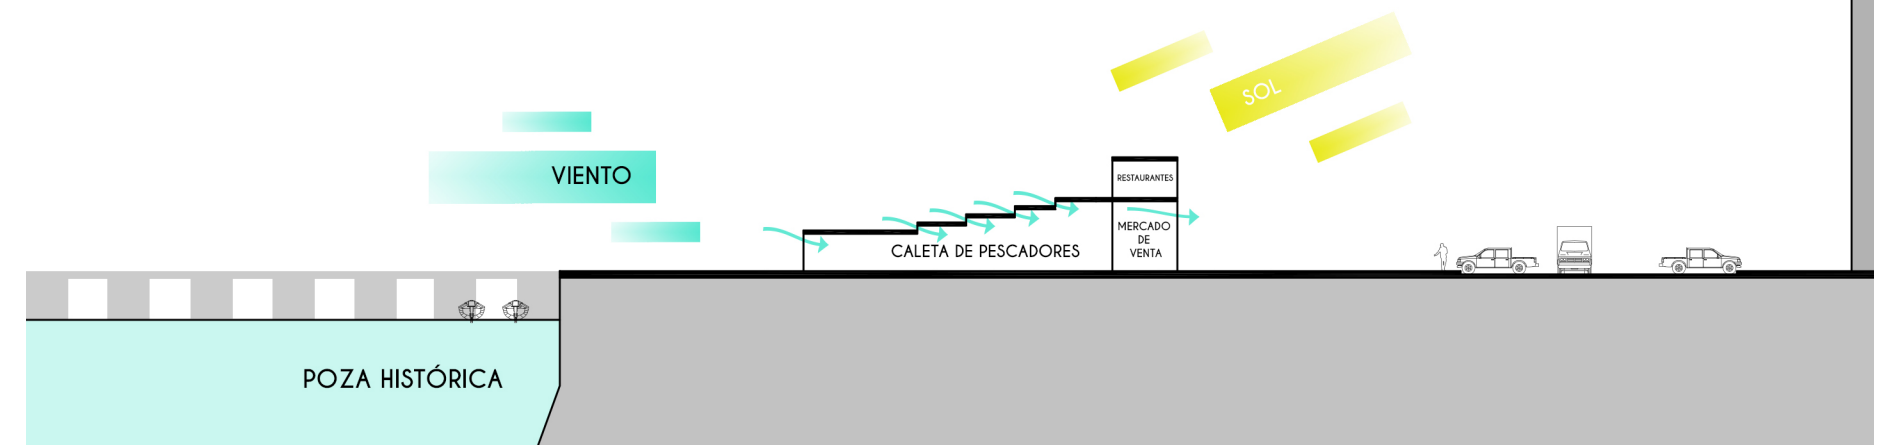 SOL
VIENTO
RESTAURANTES
MERCADO
DE
VENTA
CALETA DE PESCADORES
POZA HISTÓRICA